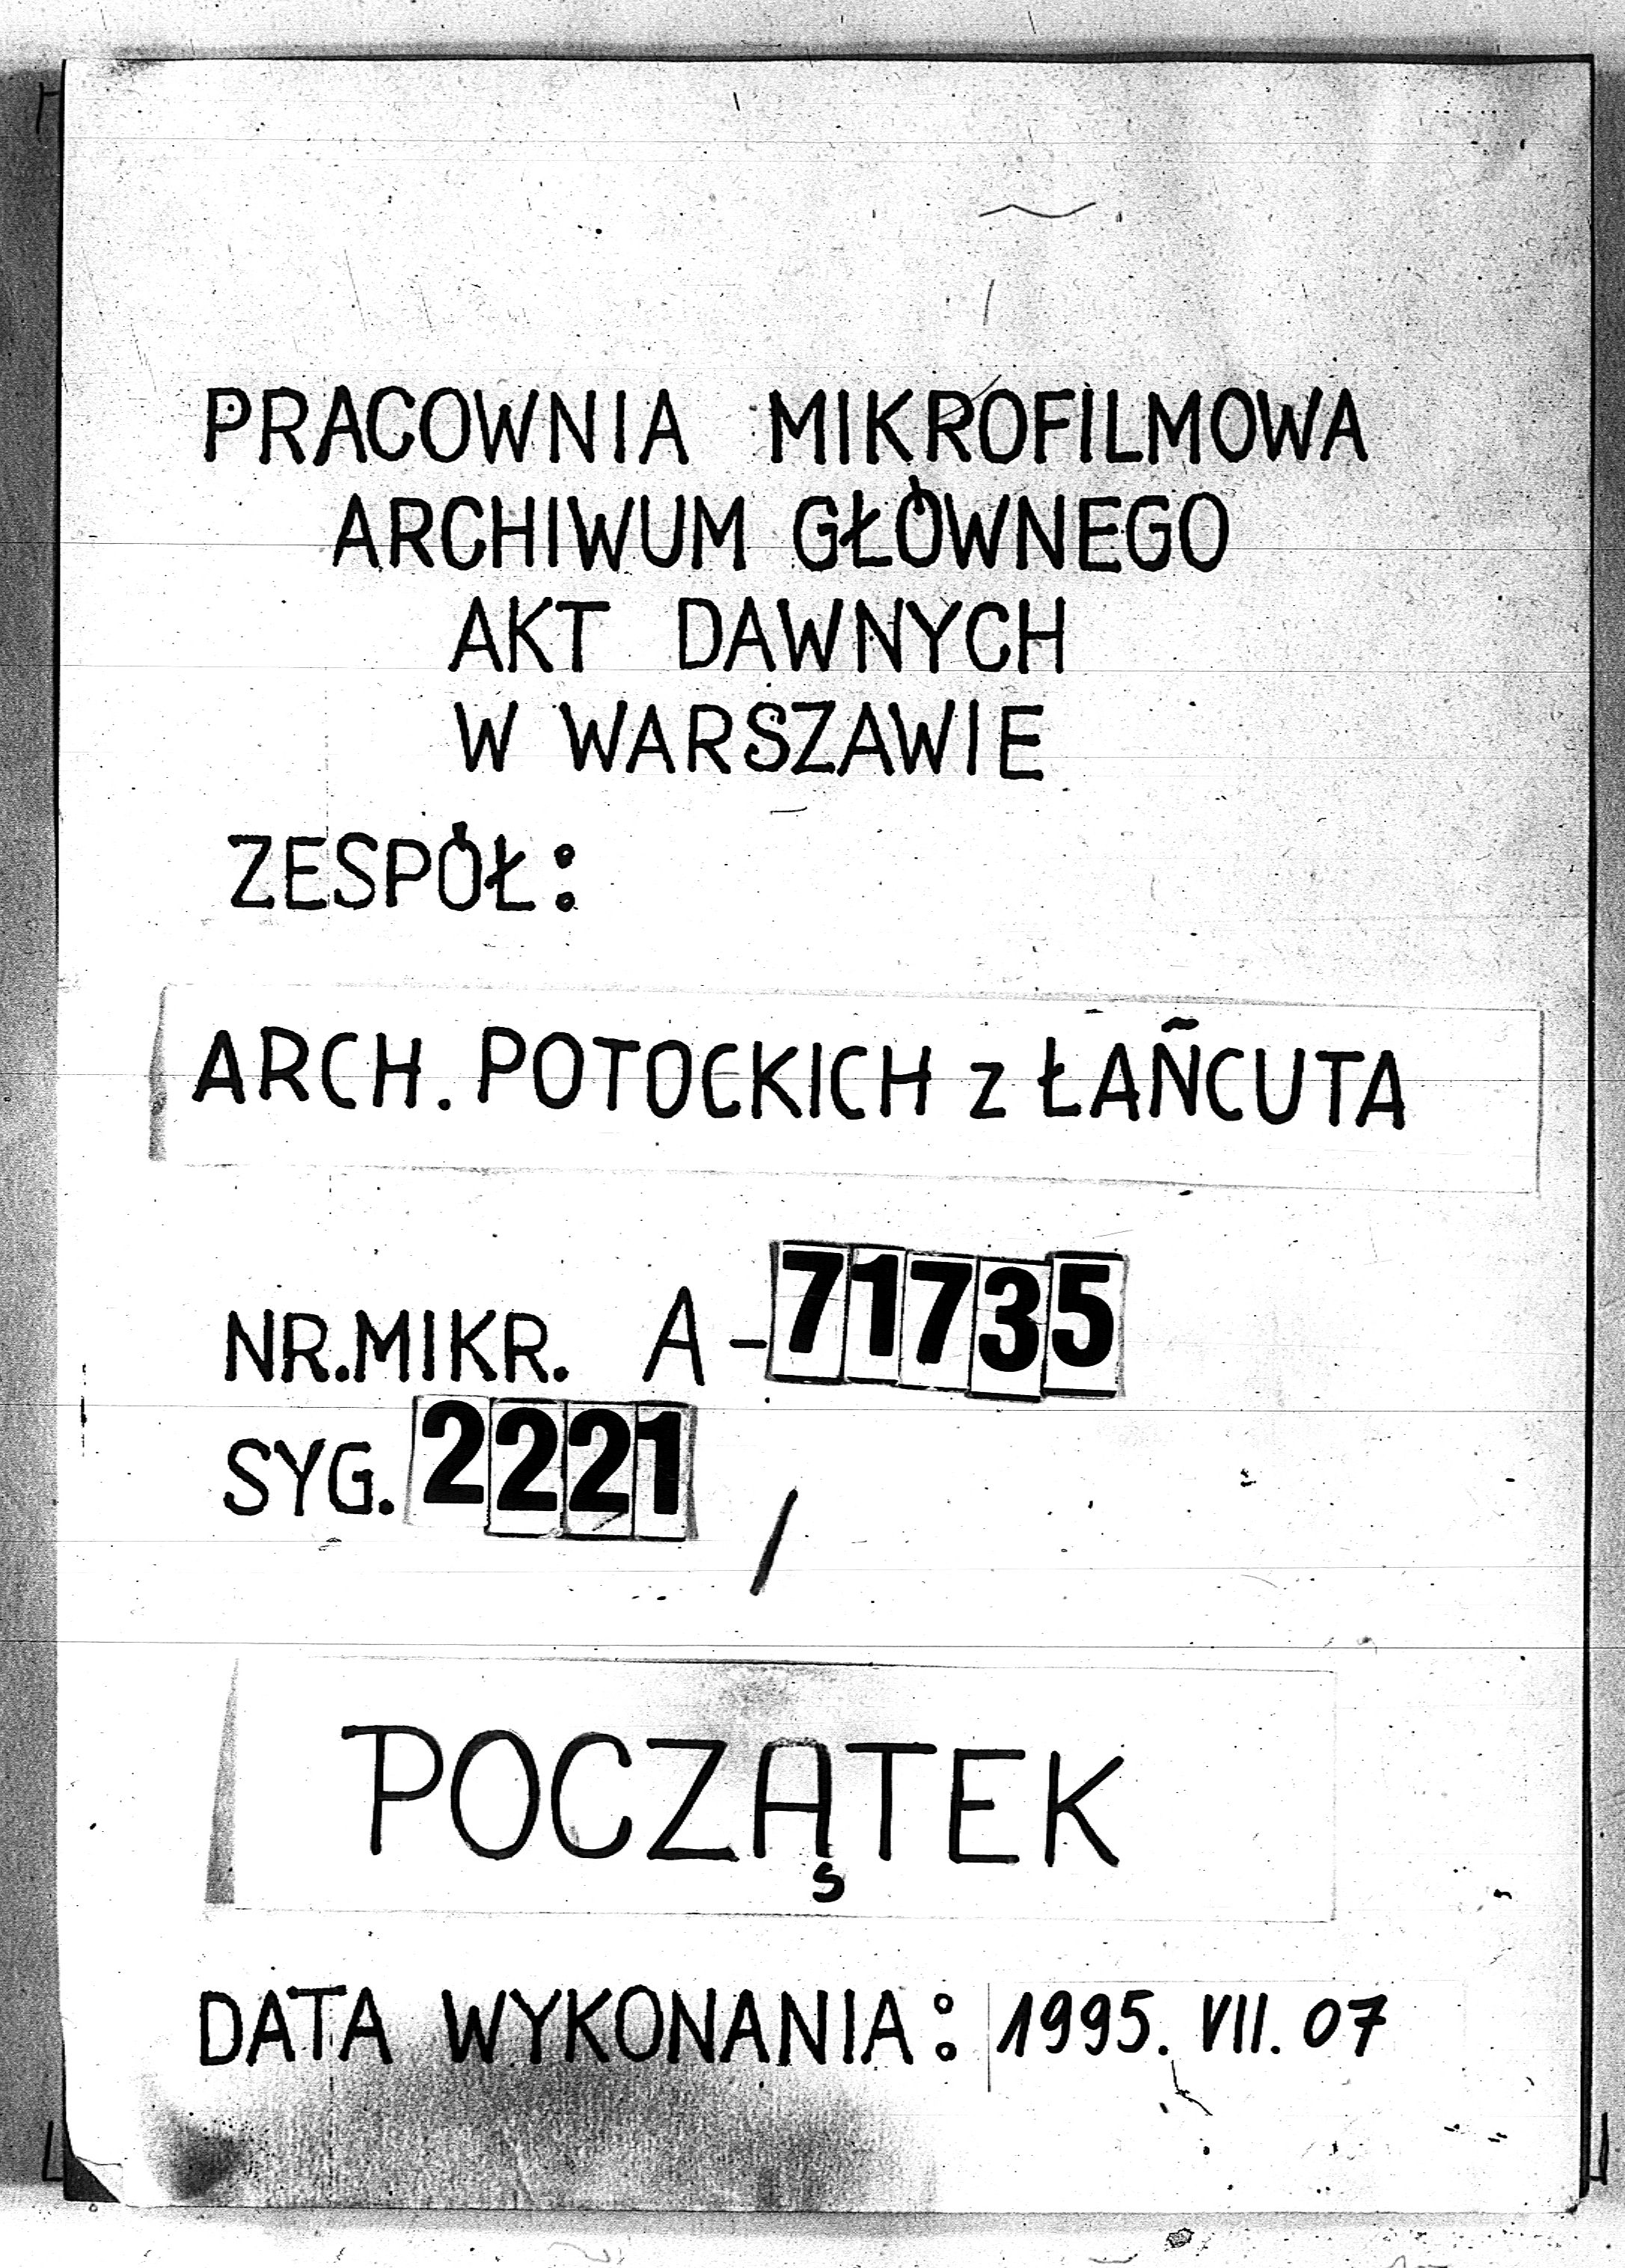 PRACOWNIA MIKROFILMOWA
ARCHIWUM GŁÓWNEGO
AKT DAWNYCH
W WARSZAWIE
ZESPÓŁ:
ARCH. POTOCKICH z ŁAŃCUTA
NR. MIKR. A-71735
SYG. 2221 /
POCZĄTEK
DATA WYKONANIA: 1995. VII. 07